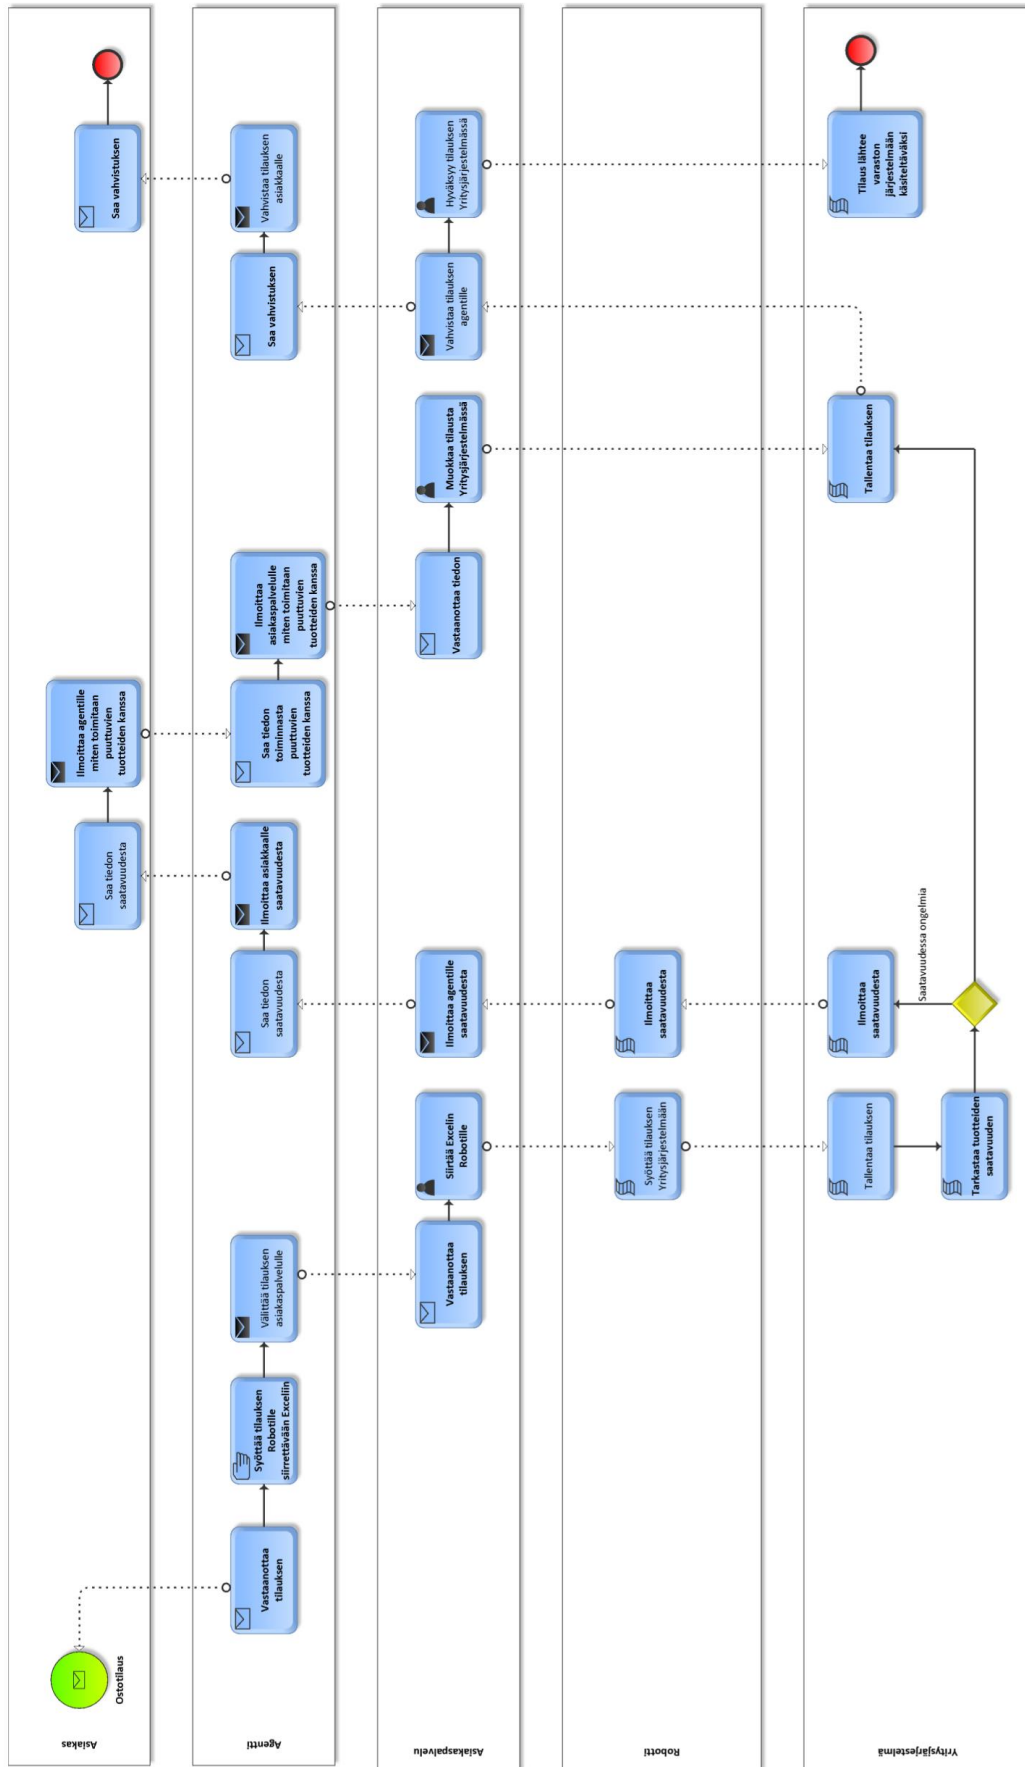 Asiakas
Ostotilaus
Saa tiedon
saatavuudesta
Ilmoittaa agentille
miten toimitaan
puuttuvien
tuotteiden kanssa
Saa vahvistuksen
Agentti
Vastaanottaa
tilauksen
Syöttää tilauksen
Robotille
siirrettävään Exceliin
Välittää tilauksen
asiakaspalvelulle
Saa tiedon
saatavuudesta
Ilmoittaa asiakkaalle
saatavuudesta
Saa tiedon
toiminnasta
puuttuvien
tuotteiden kanssa
Ilmoittaa
asiakaspalvelulle
miten toimitaan
puuttuvien
tuotteiden kanssa
Saa vahvistuksen
Vahvistaa tilauksen
asiakkaalle
Asiakaspalvelu
Vastaanottaa
tilauksen
Siirtää Excelin
Robotille
Ilmoittaa agentille
saatavuudesta
Vastaanottaa tiedon
Muokkaa tilausta
Yritysjärjestelmässä
Vahvistaa tilauksen
agentille
Hyväksyy tilauksen
Yritysjärjestelmässä
Robotti
Syöttää tilauksen
Yritysjärjestelmään
Ilmoittaa
saatavuudesta
Yritysjärjestelmä
Tallentaa tilauksen
Tarkastaa tuotteiden
saatavuuden
Ilmoittaa
saatavuudesta
Saatavuudessa ongelmia
Tallentaa tilauksen
Tilaus lähtee
varaston
järjestelmään
käsiteltäväksi